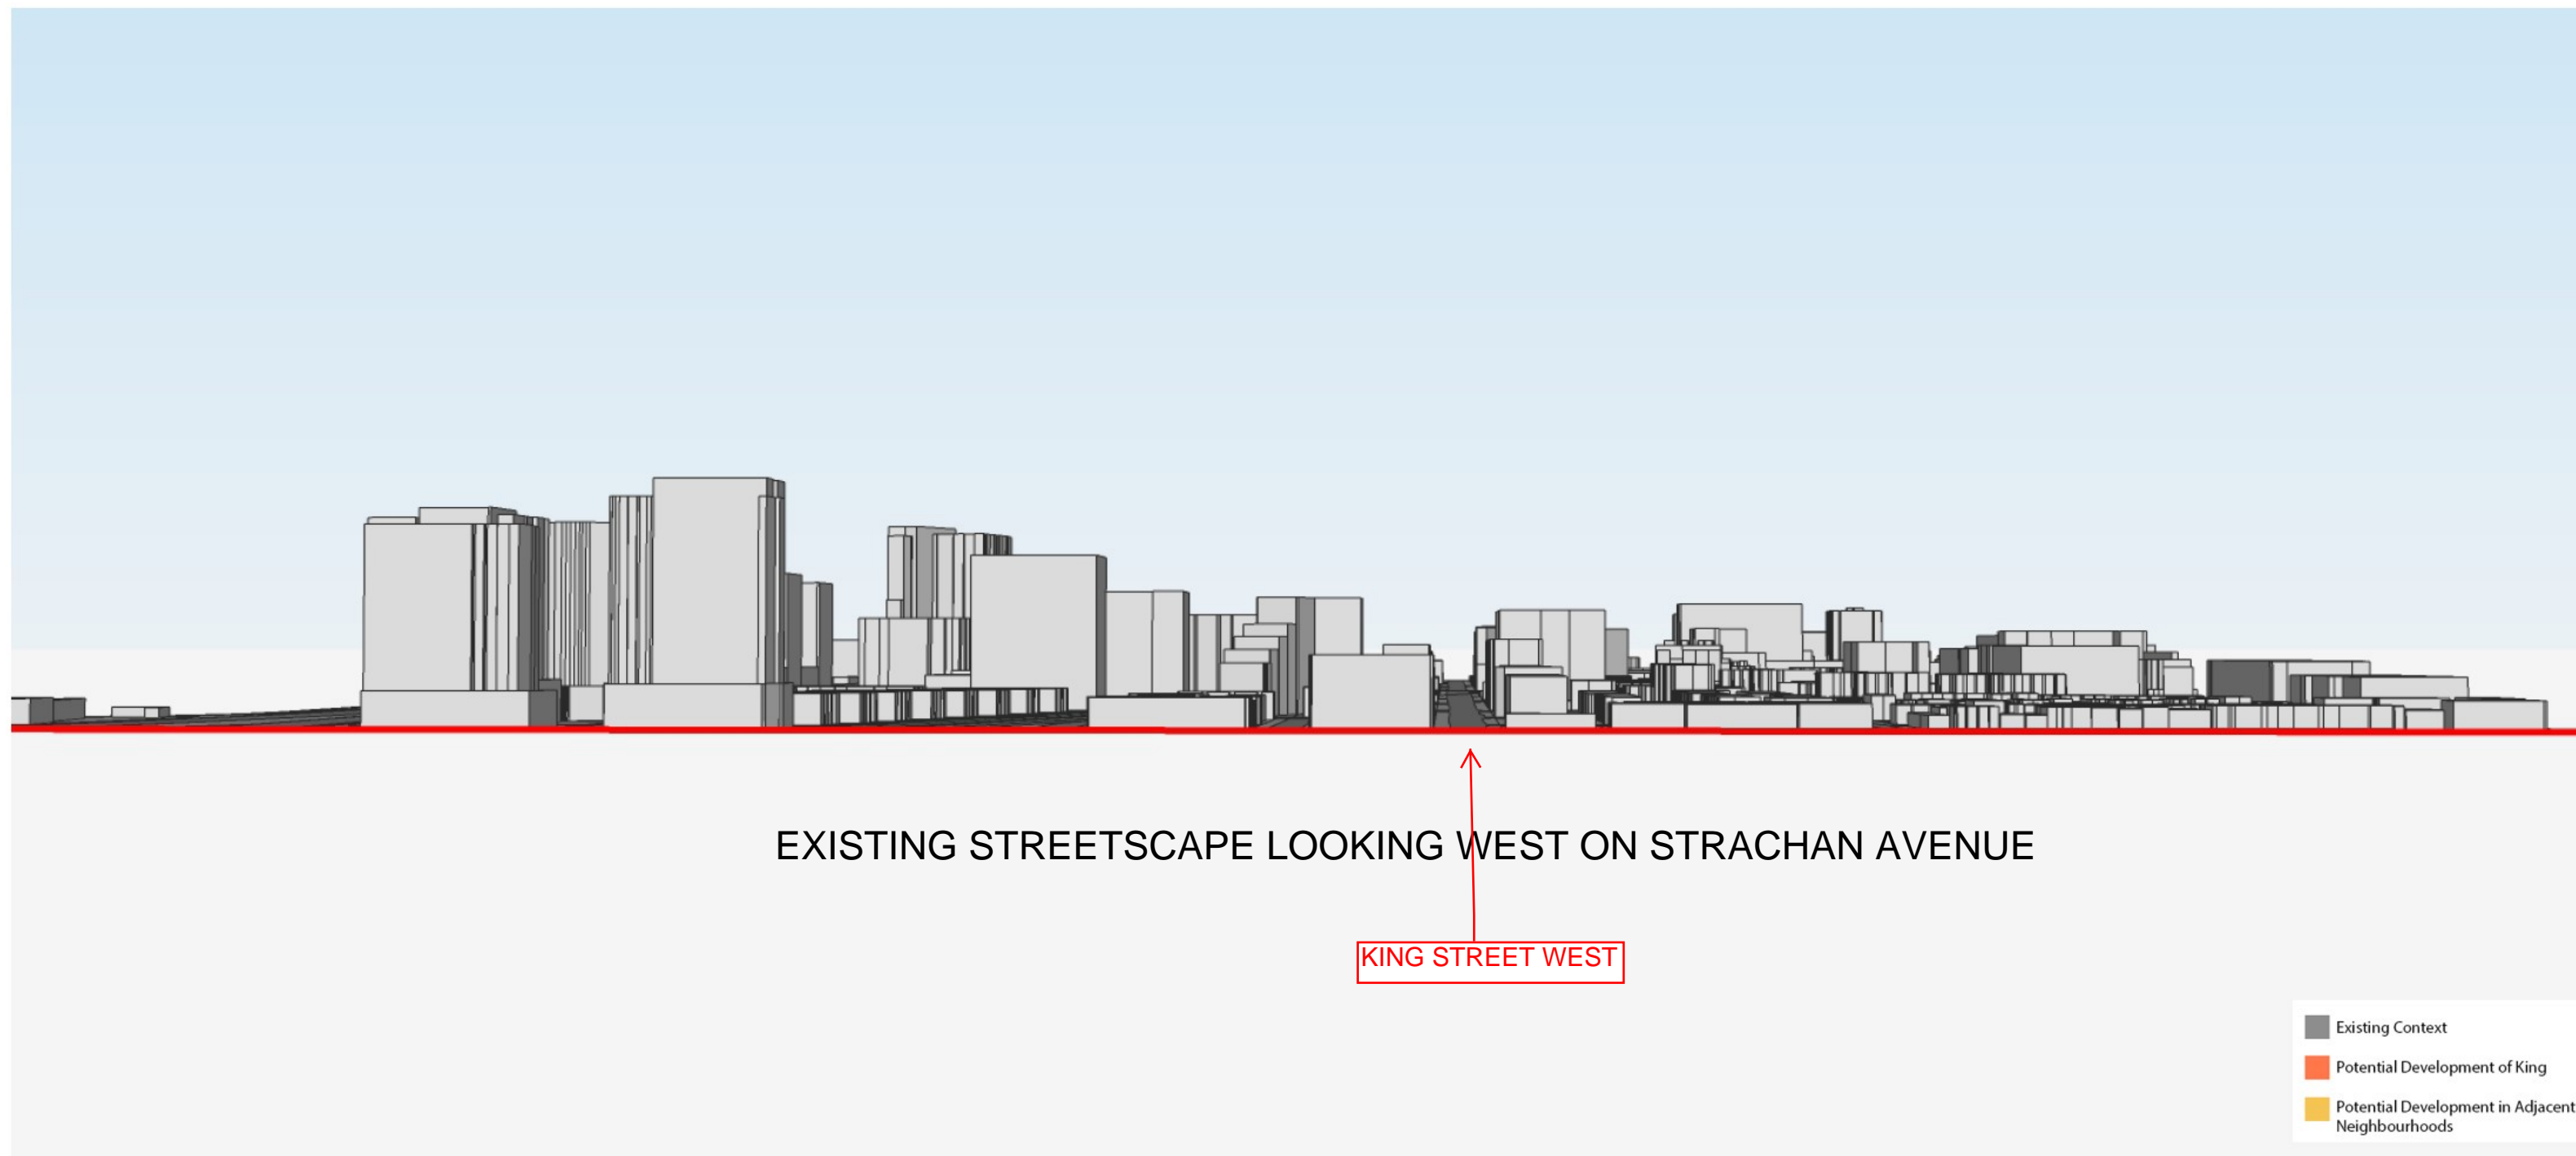 EXISTING STREETSCAPE LOOKING WEST ON STRACHAN AVENUE
KING STREET WEST
Existing Context
Potential Development of King
Potential Development in Adjacent
Neighbourhoods